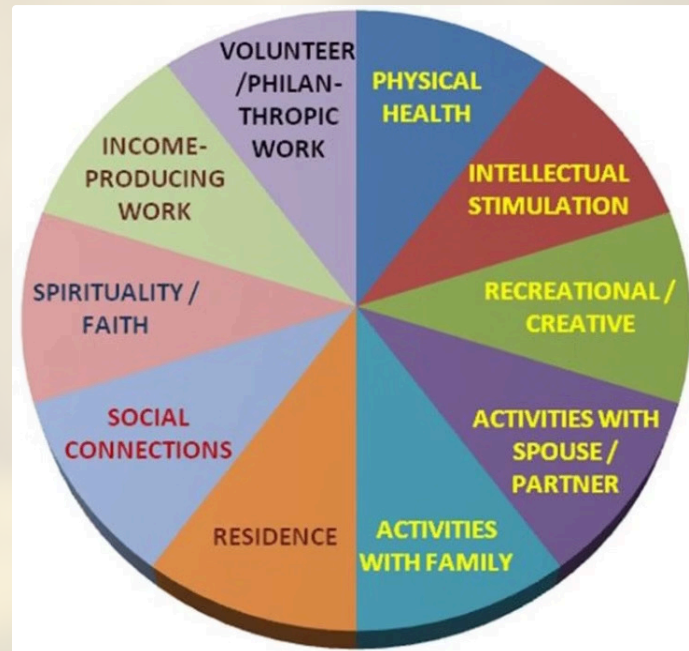 PHYSICAL
HEALTH
INTELLECTUAL
STIMULATION
RECREATIONAL /
CREATIVE
ACTIVITIES WITH
SPOUSE /
PARTNER
ACTIVITIES
WITH FAMILY
RESIDENCE
SOCIAL
CONNECTIONS
SPIRITUALITY /
FAITH
INCOME-
PRODUCING
WORK
VOLUNTEER
/PHILAN-
THROPIC
WORK